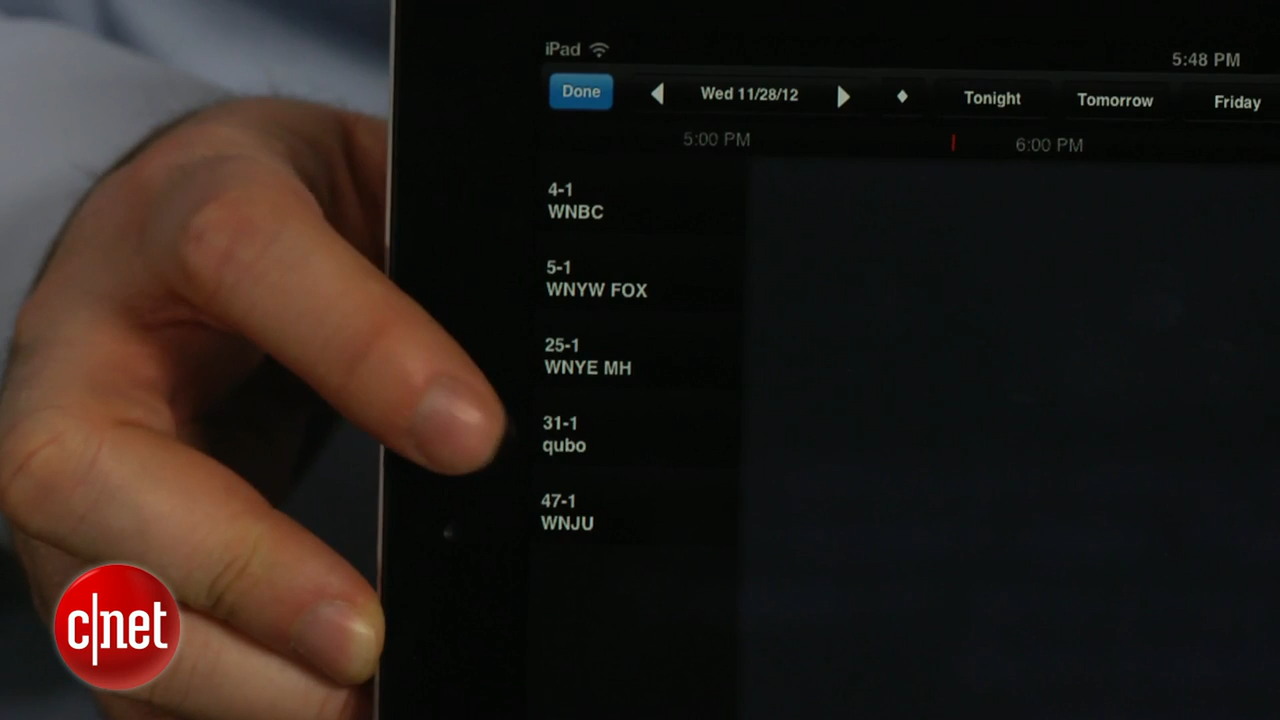 iPad
5:48 PM
Done
Wed 11/28/12
Tonight
Tomorrow
Friday
5:00 PM
6:00 PM
4-1
WNBC
5-1
WNYW FOX
25-1
WNYE MH
31-1
qubo
47-1
WNJU
c|net